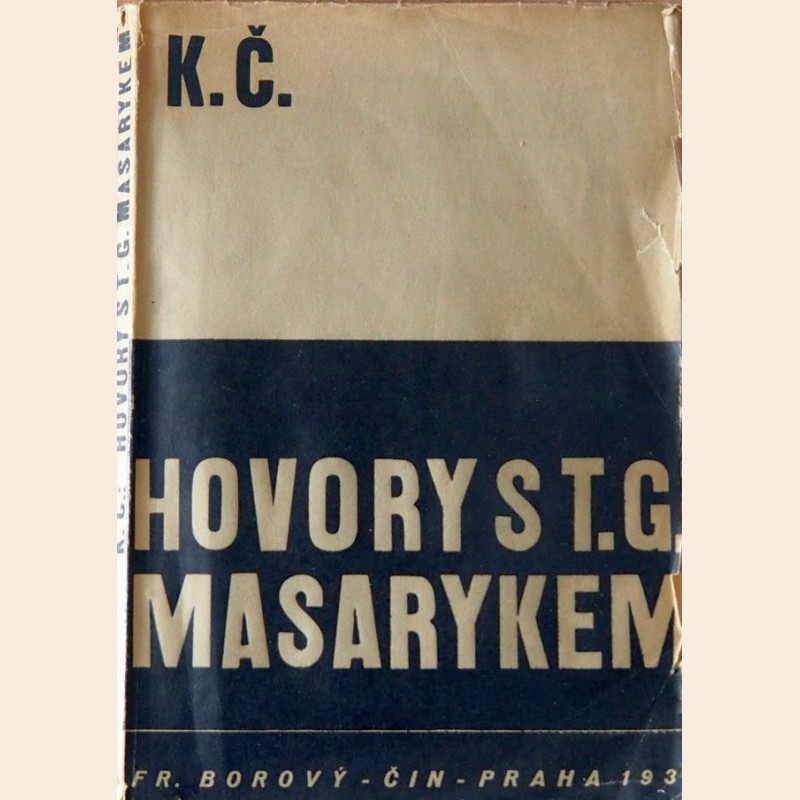 K.Č.
HOVORY S T.G.
MASARYKEM
FR. BOROVÝ - ČIN - PRAHA 193
K. Č.: HOVORY S T. G. MASARYKEM